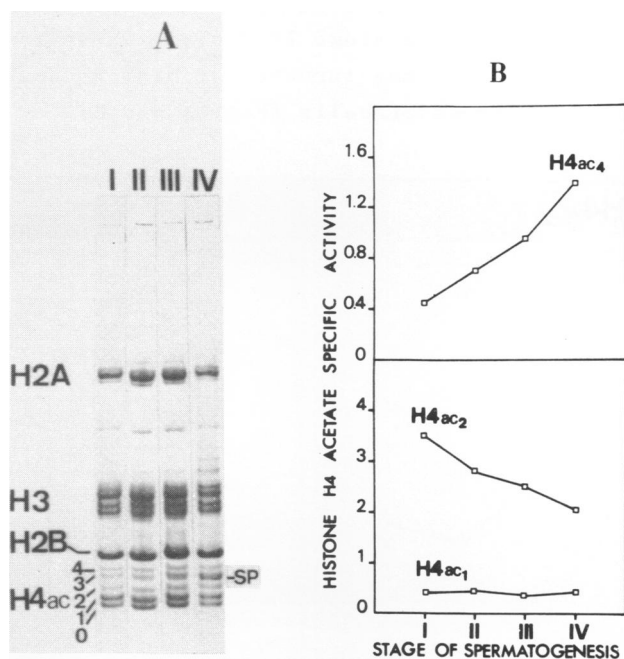 A
I II III IV
H2A
H3
H2B
4
3
2
1
0
H4ac
-SP
B
HISTONE H4 ACETATE SPECIFIC ACTIVITY
1.6
1.2
0.8
0.4
0
H4ac4
4
3
2
1
0
H4ac2
H4ac1
I II III IV
STAGE OF SPERMATOGENESIS